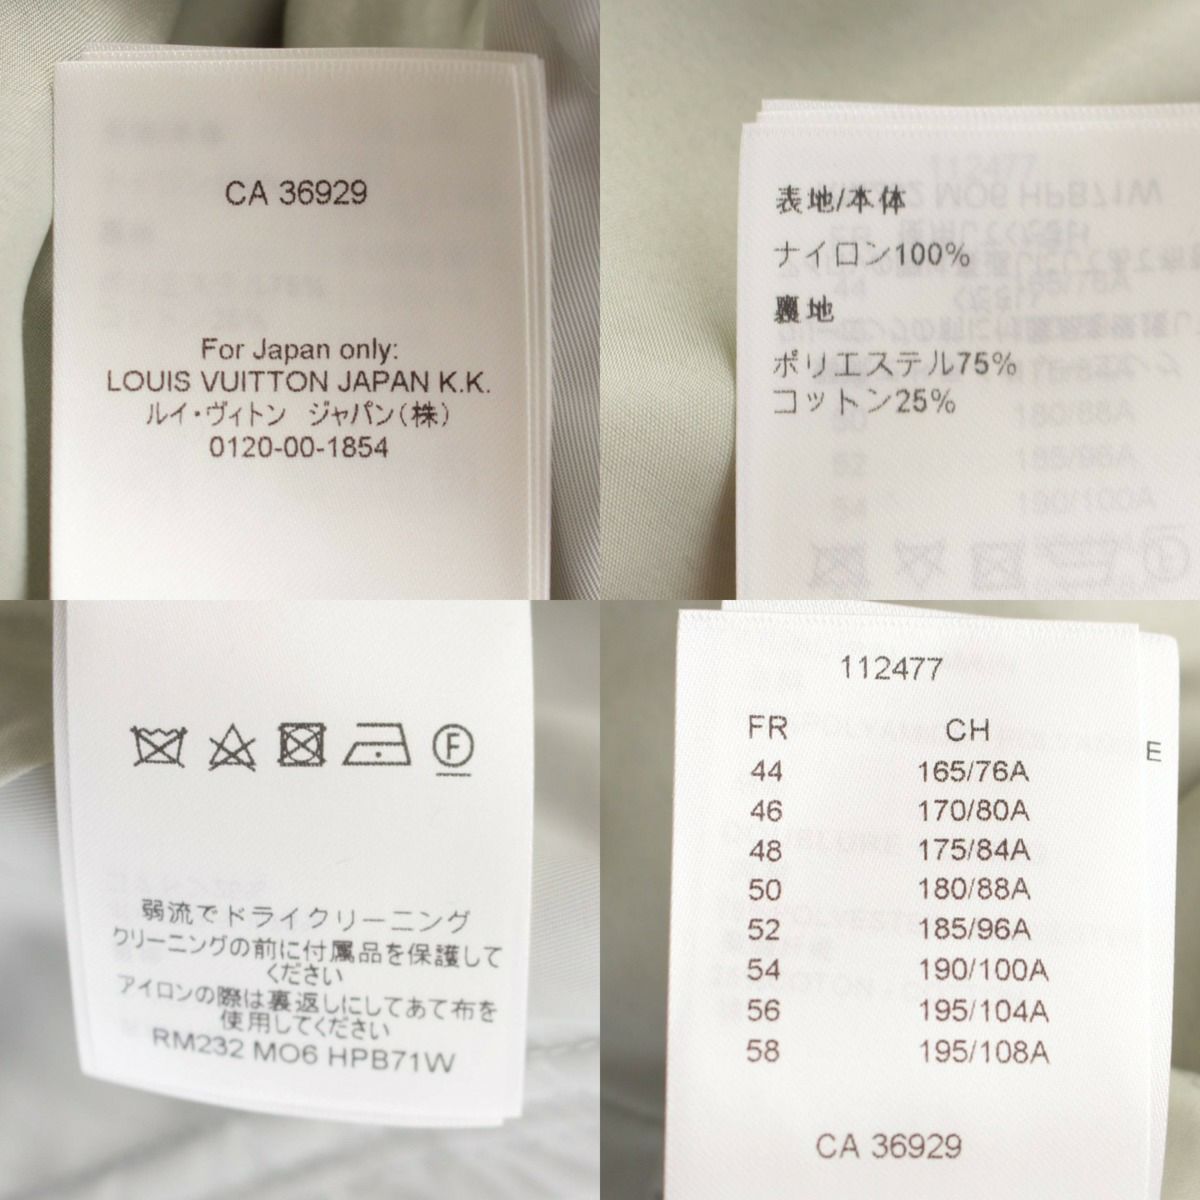 CA 36929
For Japan only:
LOUIS VUITTON JAPAN K.K.
ルイ・ヴィトン ジャパン(株)
0120-00-1854
表地/本体
ナイロン100%
裏地
ポリエステル75%
コットン25%
F
弱流でドライクリーニング
クリーニングの前に付属品を保護して
ください
アイロンの際は裏返しにしてあて布を
使用してください
RM232 MO6 HPB71W
112477
FR CH
44 165/76A
46 170/80A
48 175/84A
50 180/88A
52 185/96A
54 190/100A
56 195/104A
58 195/108A
CA 36929
E